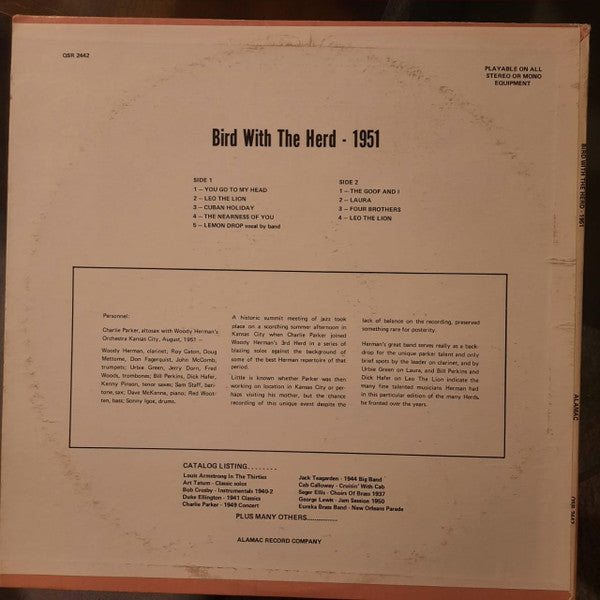 QSR 2442
PLAYABLE ON ALL
STEREO OR MONO
EQUIPMENT
Bird With The Herd - 1951
SIDE 1
1 – YOU GO TO MY HEAD
2 – LEO THE LION
3 – CUBAN HOLIDAY
4 – THE NEARNESS OF YOU
5 – LEMON DROP vocal by band
SIDE 2
1 – THE GOOF AND I
2 – LAURA
3 – FOUR BROTHERS
4 – LEO THE LION
Personnel:
Charlie Parker, altosax with Woody Herman's
Orchestra Kansas City, August, 1951 –
Woody Herman, clarinet; Roy Caton, Doug
Mettome, Don Fagerquist, John McComb,
trumpets; Urbie Green, Jerry Dorn, Fred
Woods, trombones; Bill Perkins, Dick Hafer,
Kenny Pinson, tenor saxes; Sam Staff, bari-
tone, sax; Dave McKenna, piano; Red Woot-
ten, bass; Sonny Igoe, drums.
A historic summit meeting of jazz took
place on a scorching summer afternoon in
Kansas City when Charlie Parker joined
Woody Herman's 3rd Herd in a series of
blazing solos against the background of
some of the best Herman repertoire of that
period.
Little is known whether Parker was then
working on location in Kansas City or per-
haps visiting his mother, but the chance
recording of this unique event despite the
lack of balance on the recording, preserved
something rare for posterity.
Herman's great band serves really as a back-
drop for the unique parker talent and only
brief spots by the leader on clarinet, and by
Urbie Green on Laura, and Bill Perkins and
Dick Hafer on Leo The Lion indicate the
many fine talented musicians Herman had
in this particular edition of the many Herds
he fronted over the years.
CATALOG LISTING........
Louis Armstrong In The Thirties
Art Tatum - Classic solos
Bob Crosby - Instrumentals 1940-2
Duke Ellington - 1941 Classics
Charlie Parker - 1949 Concert
Jack Teagarden - 1944 Big Band
Cab Calloway - Cruisin' With Cab
Seger Ellis - Choirs Of Brass 1937
George Lewis - Jam Session 1950
Eureka Brass Band - New Orleans Parade
PLUS MANY OTHERS.............
ALAMAC RECORD COMPANY
BIRD WITH THE HERD - 1951
ALAMAC
QSR 2442